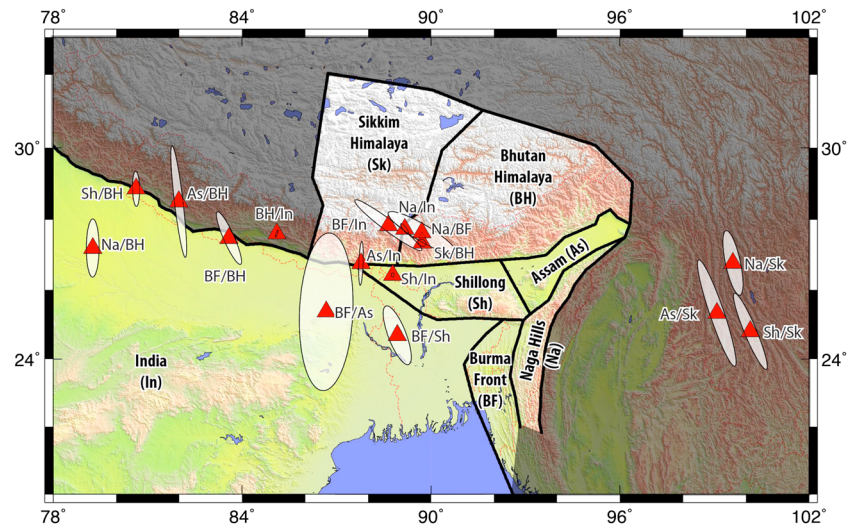 78˚ 84˚ 90˚ 96˚ 102˚
30˚
24˚
78˚ 84˚ 90˚ 96˚ 102˚
Sikkim
Himalaya
(Sk)
Bhutan
Himalaya
(BH)
Sh/BH
As/BH
BH/In
Na/In
BF/In
Na/BF
Sk/BH
Na/BH
BF/BH
As/In
Sh/In
Assam (As)
Shillong
(Sh)
Na/Sk
As/Sk
Sh/Sk
BF/As
BF/Sh
India
(In)
Burma
Front
(BF)
Naga Hills
(Na)